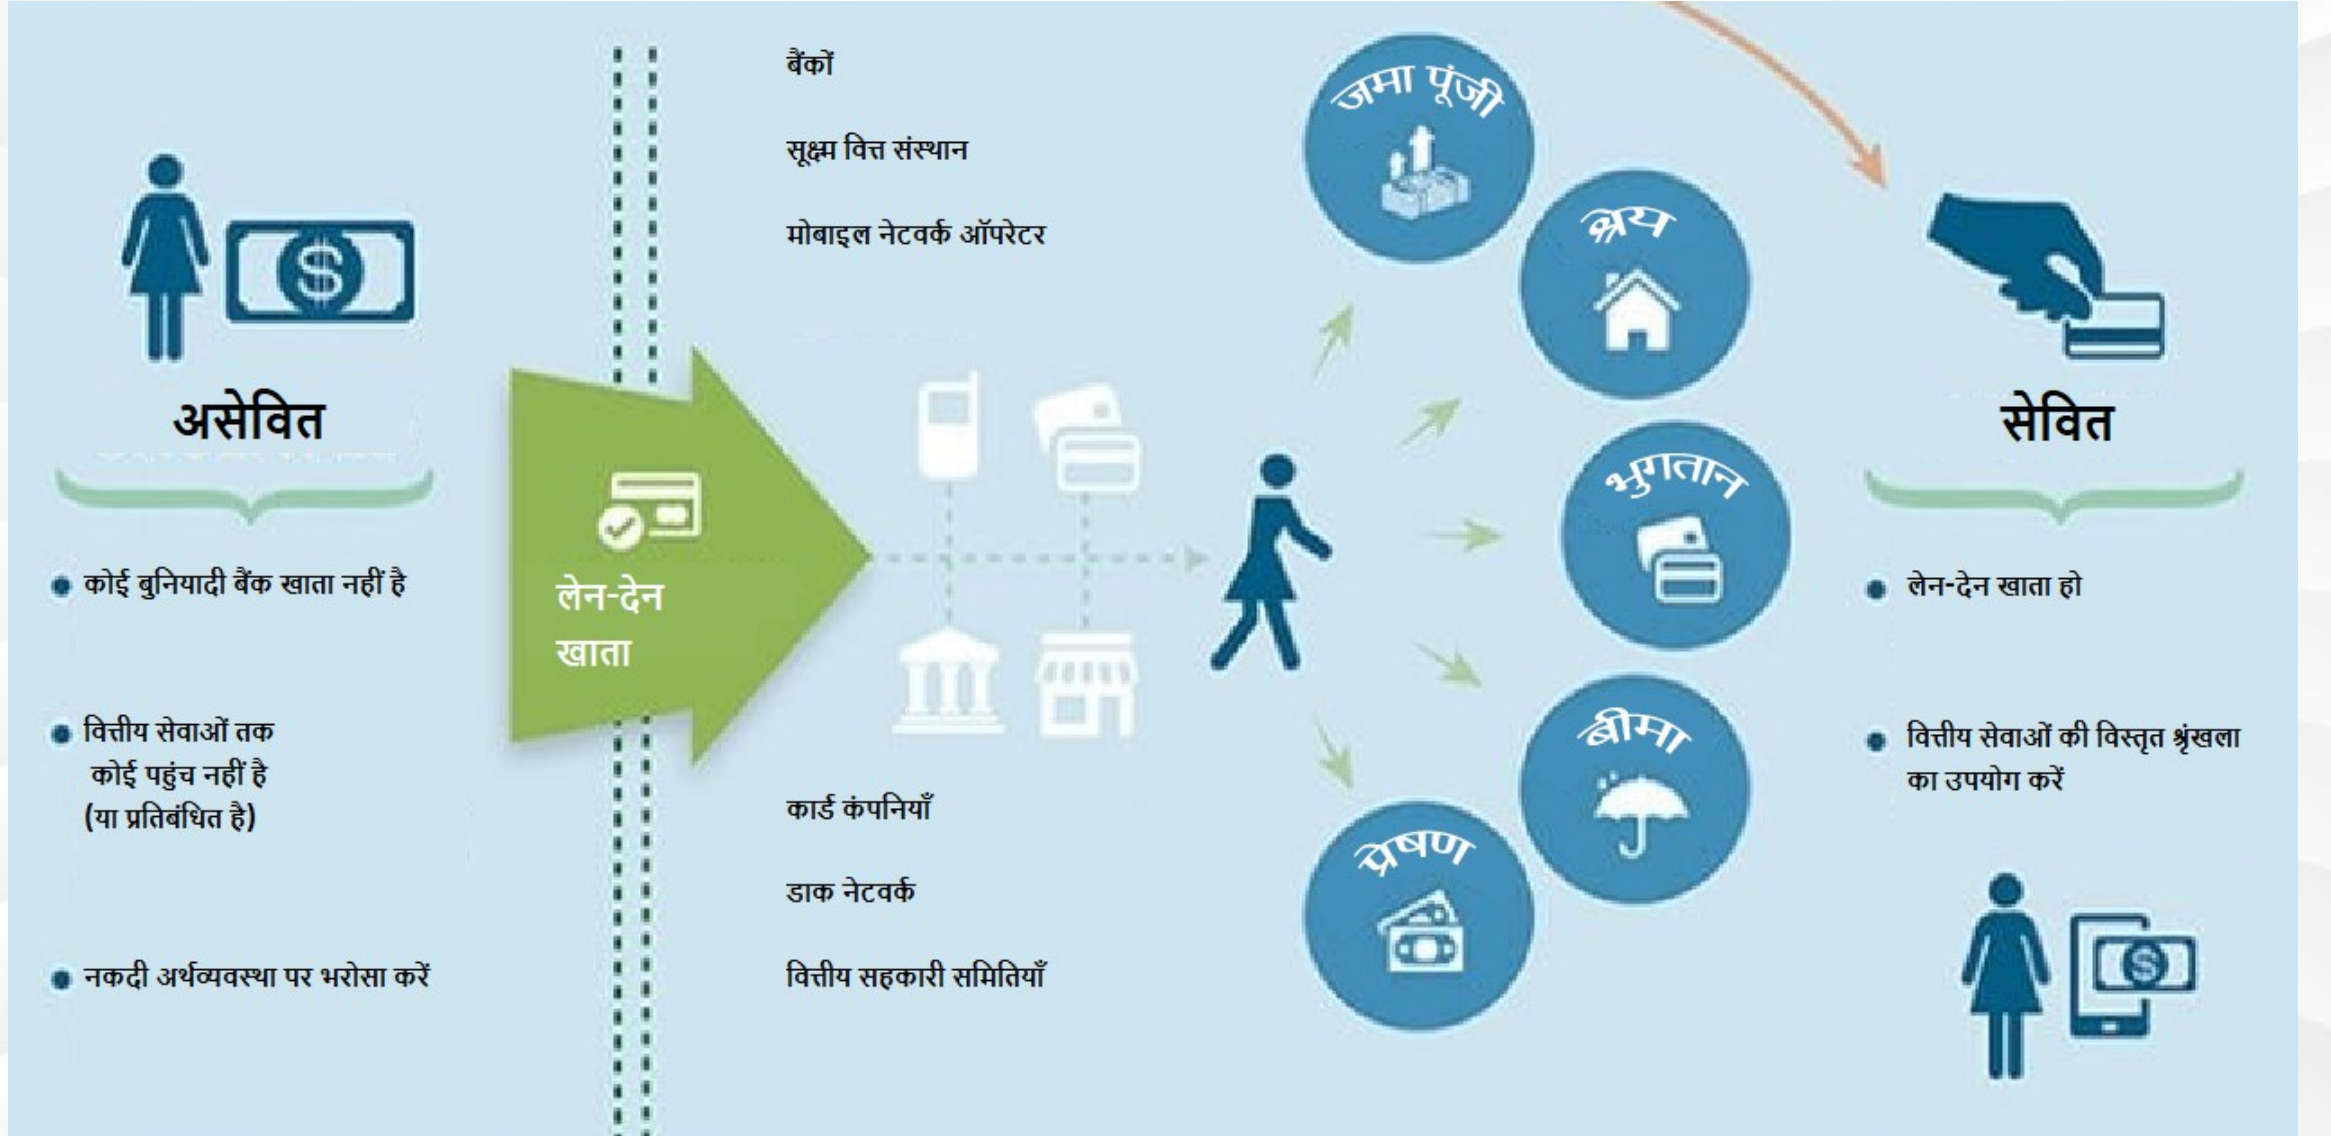 असेवित
कोई बुनियादी बैंक खाता नहीं है
वित्तीय सेवाओं तक
कोई पहुंच नहीं है
(या प्रतिबंधित है)
नकदी अर्थव्यवस्था पर भरोसा करें
लेन-देन
खाता
बैंकों
सूक्ष्म वित्त संस्थान
मोबाइल नेटवर्क ऑपरेटर
कार्ड कंपनियाँ
डाक नेटवर्क
वित्तीय सहकारी समितियाँ
जमा पूंजी
श्रेय
भुगतान
बीमा
प्रेषण
सेवित
लेन-देन खाता हो
वित्तीय सेवाओं की विस्तृत श्रृंखला
का उपयोग करें